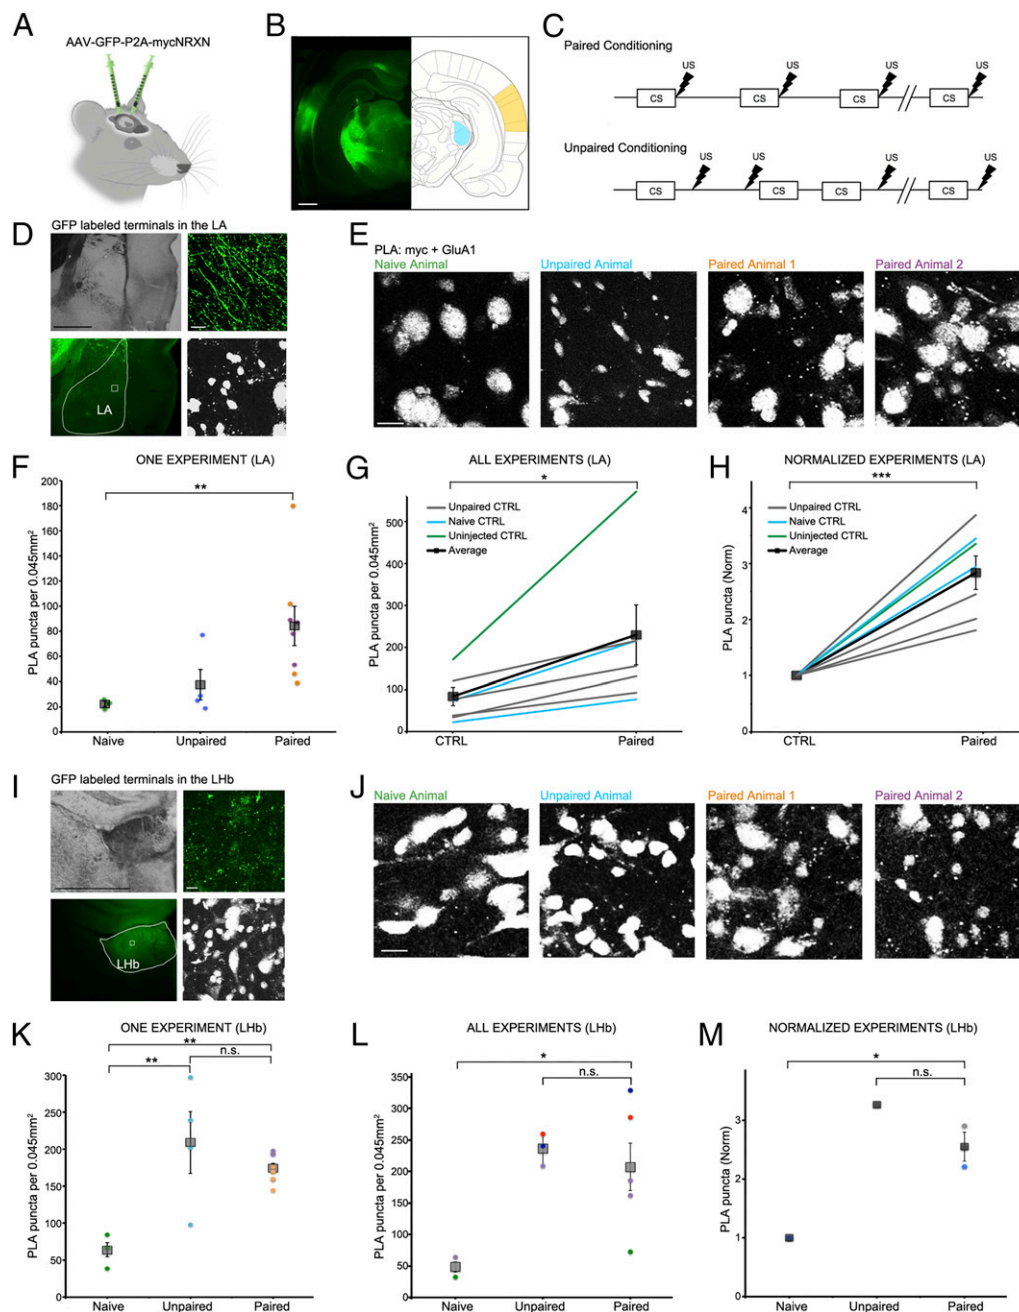 A
AAV-GFP-P2A-mycNRXN
B
C
Paired Conditioning
US US US US
CS CS CS CS
Unpaired Conditioning
US US US US
CS CS CS CS
D
GFP labeled terminals in the LA
LA
E
PLA: myc + GluA1
Naive Animal Unpaired Animal Paired Animal 1 Paired Animal 2
F
ONE EXPERIMENT (LA)
**
PLA puncta per 0.045mm²
200
180
160
140
120
100
80
60
40
20
0
Naive Unpaired Paired
G
ALL EXPERIMENTS (LA)
*
Unpaired CTRL
Naive CTRL
Uninjected CTRL
Average
PLA puncta per 0.045mm²
500
400
300
200
100
0
CTRL Paired
H
NORMALIZED EXPERIMENTS (LA)
***
Unpaired CTRL
Naive CTRL
Uninjected CTRL
Average
PLA puncta (Norm)
4
3
2
1
0
CTRL Paired
I
GFP labeled terminals in the LHb
LHb
J
Naive Animal Unpaired Animal Paired Animal 1 Paired Animal 2
K
ONE EXPERIMENT (LHb)
**
n.s.
**
PLA puncta per 0.045mm²
300
250
200
150
100
50
0
Naive Unpaired Paired
L
ALL EXPERIMENTS (LHb)
*
n.s.
PLA puncta per 0.045mm²
350
300
250
200
150
100
50
0
Naive Unpaired Paired
M
NORMALIZED EXPERIMENTS (LHb)
*
n.s.
PLA puncta (Norm)
3
2
1
0
Naive Unpaired Paired